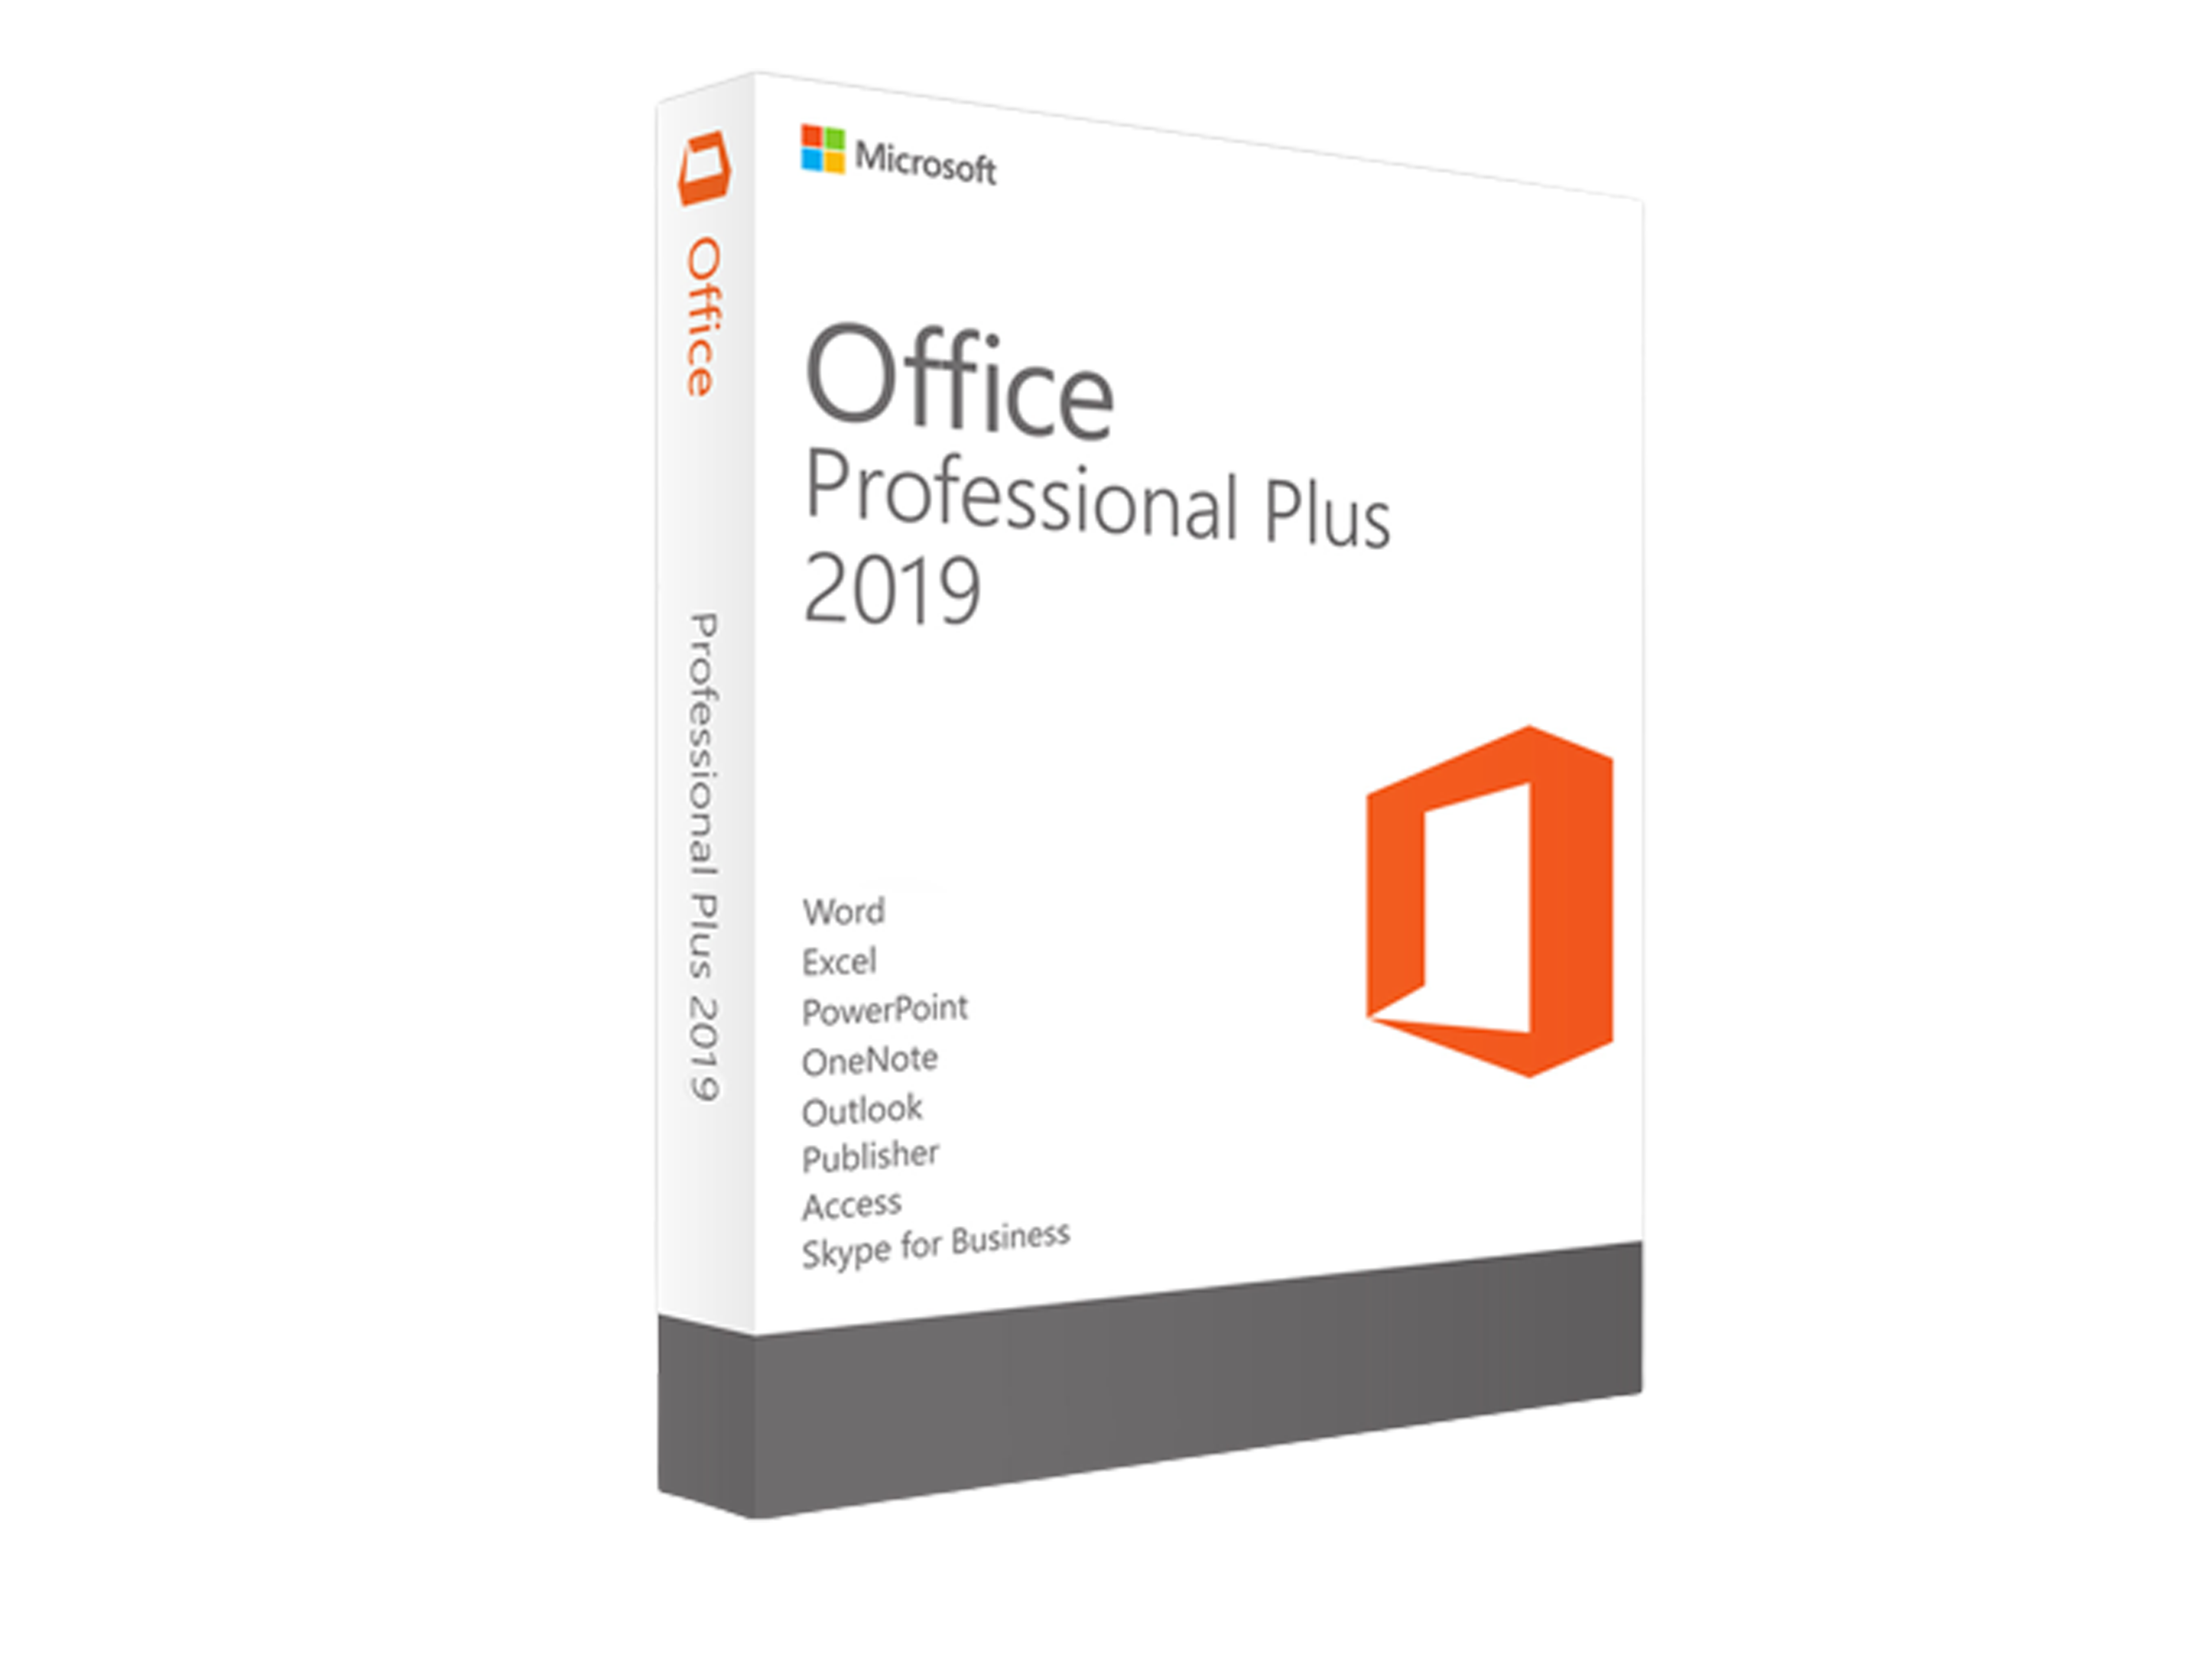 Office
Professional Plus 2019
Microsoft
Office
Professional Plus
2019
Word
Excel
PowerPoint
OneNote
Outlook
Publisher
Access
Skype for Business